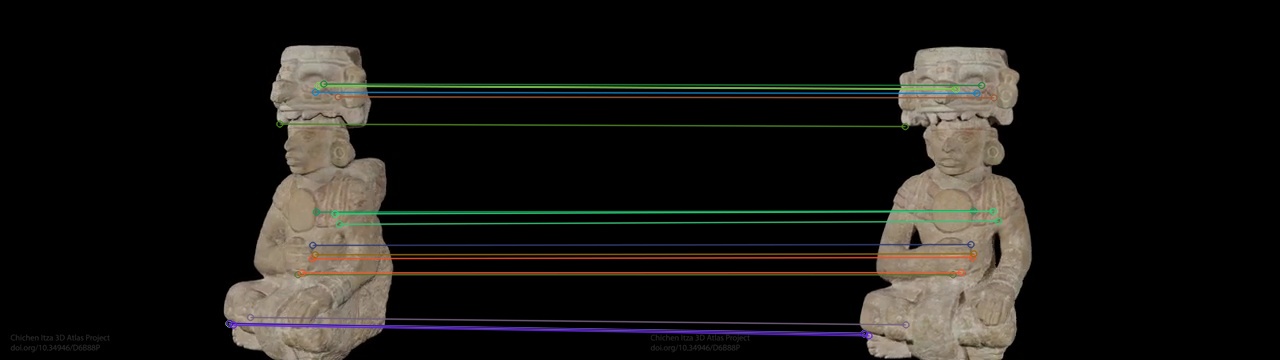 Chichen Itza 3D Atlas Project
doi.org/10.34946/D6B88P
Chichen Itza 3D Atlas Project
doi.org/10.34946/D6B88P